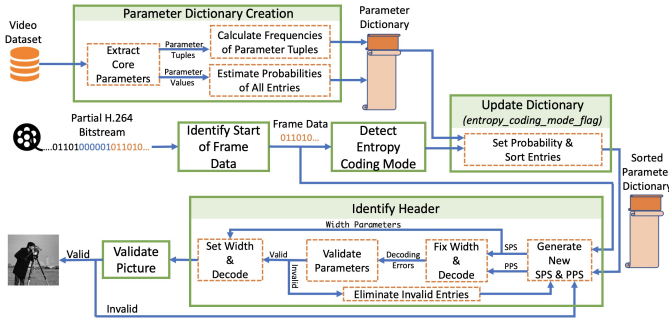 Video
Dataset
Parameter Dictionary Creation
Extract
Core
Parameters
Parameter
Tuples
Parameter
Values
Calculate Frequencies
of Parameter Tuples
Estimate Probabilities
of All Entries
Parameter
Dictionary
Partial H.264
Bitstream
....01101000001011010...
Identify Start
of Frame
Data
Frame Data
011010...
Detect
Entropy
Coding Mode
Update Dictionary
(entropy_coding_mode_flag)
Set Probability &
Sort Entries
Sorted
Paramete
Dictionary
Identify Header
Width Parameters
Generate
New
SPS & PPS
SPS
PPS
Fix Width
&
Decode
Decoding
Errors
Validate
Parameters
Valid
Invalid
Eliminate Invalid Entries
Set Width
&
Decode
Validate
Picture
Valid
Invalid